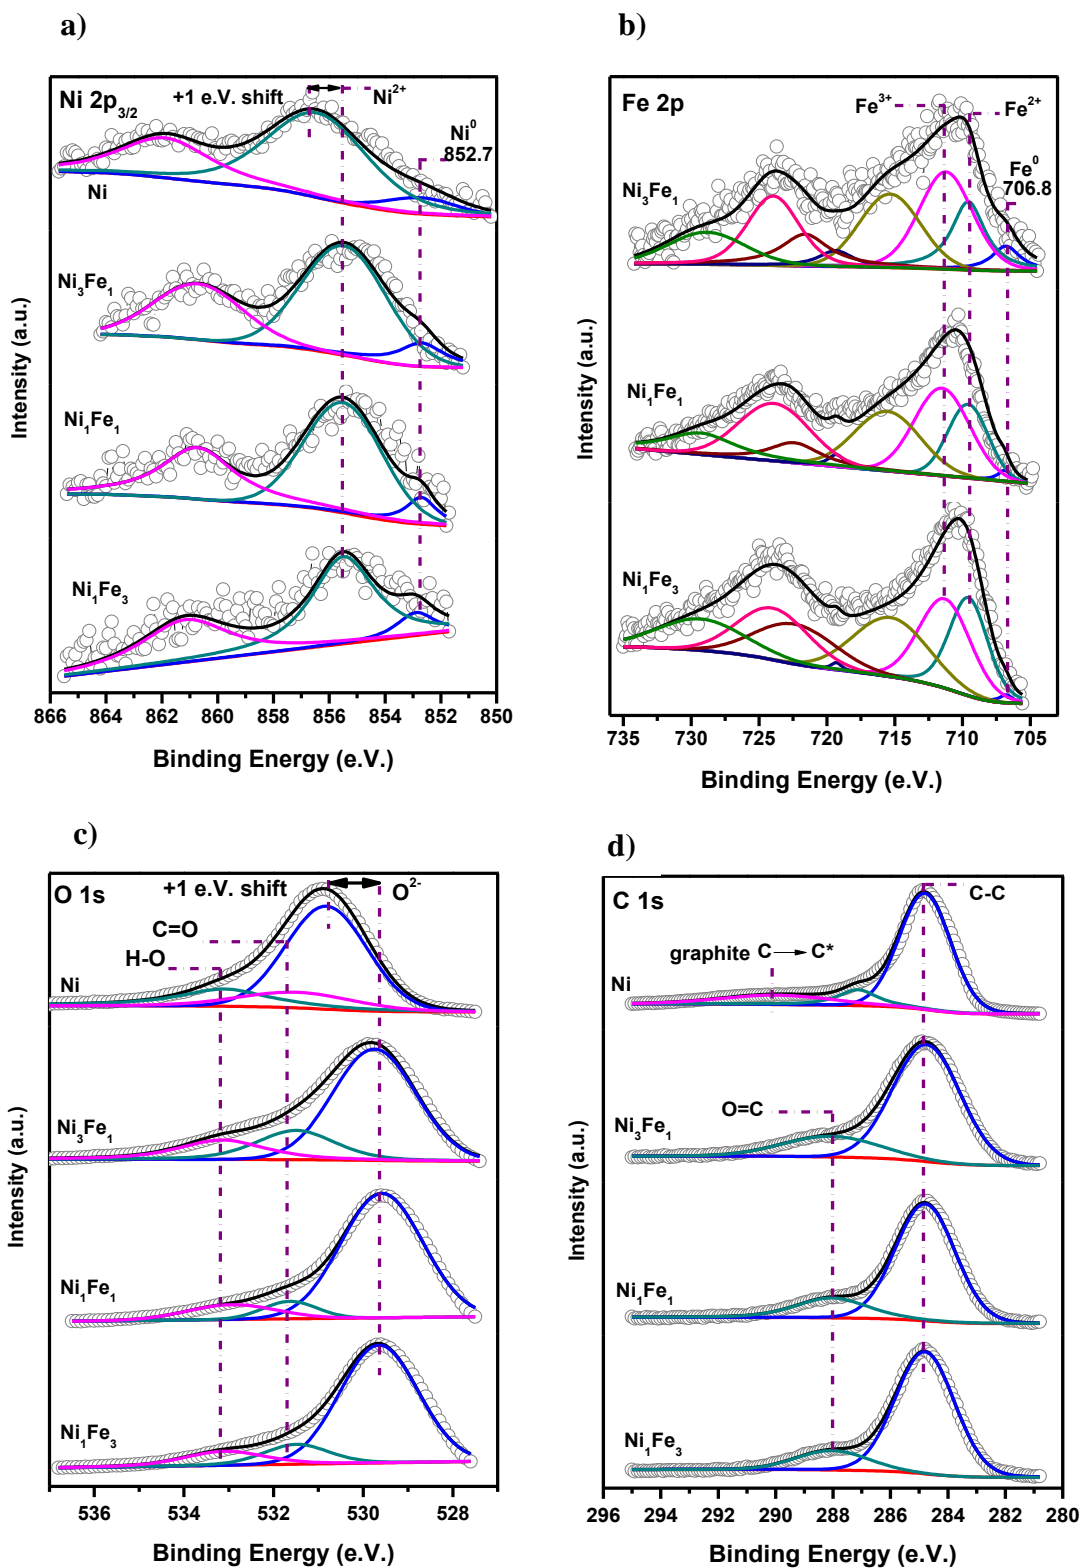 a)
Ni 2p3/2
+1 e.V. shift
Ni2+
Ni0
852.7
Ni
Ni3Fe1
Ni1Fe1
Ni1Fe3
Intensity (a.u.)
866 864 862 860 858 856 854 852 850
Binding Energy (e.V.)
b)
Fe 2p
Fe3+
Fe2+
Fe0
706.8
Ni3Fe1
Ni1Fe1
Ni1Fe3
Intensity (a.u.)
735 730 725 720 715 710 705
Binding Energy (e.V.)
c)
O 1s
+1 e.V. shift
O2-
C=O
H-O
Ni
Ni3Fe1
Ni1Fe1
Ni1Fe3
Intensity (a.u.)
536 534 532 530 528
Binding Energy (e.V.)
d)
C 1s
C-C
graphite C → C*
Ni
O=C
Ni3Fe1
Ni1Fe1
Ni1Fe3
Intensity (a.u.)
296 294 292 290 288 286 284 282 280
Binding Energy (e.V.)